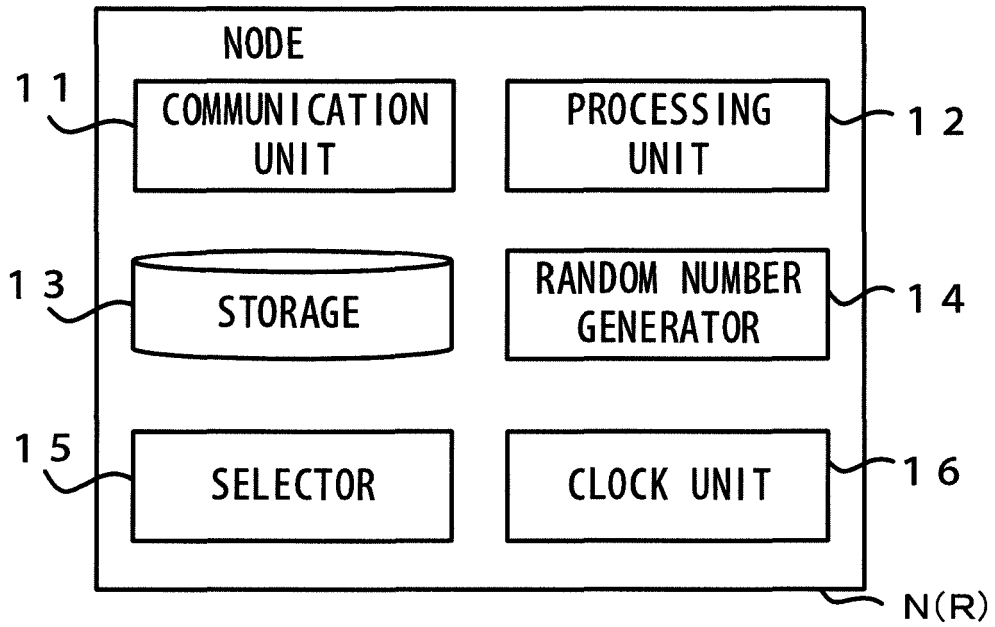 NODE
11
COMMUNICATION
UNIT
PROCESSING
UNIT
12
13
STORAGE
RANDOM NUMBER
GENERATOR
14
15
SELECTOR
CLOCK UNIT
16
N(R)